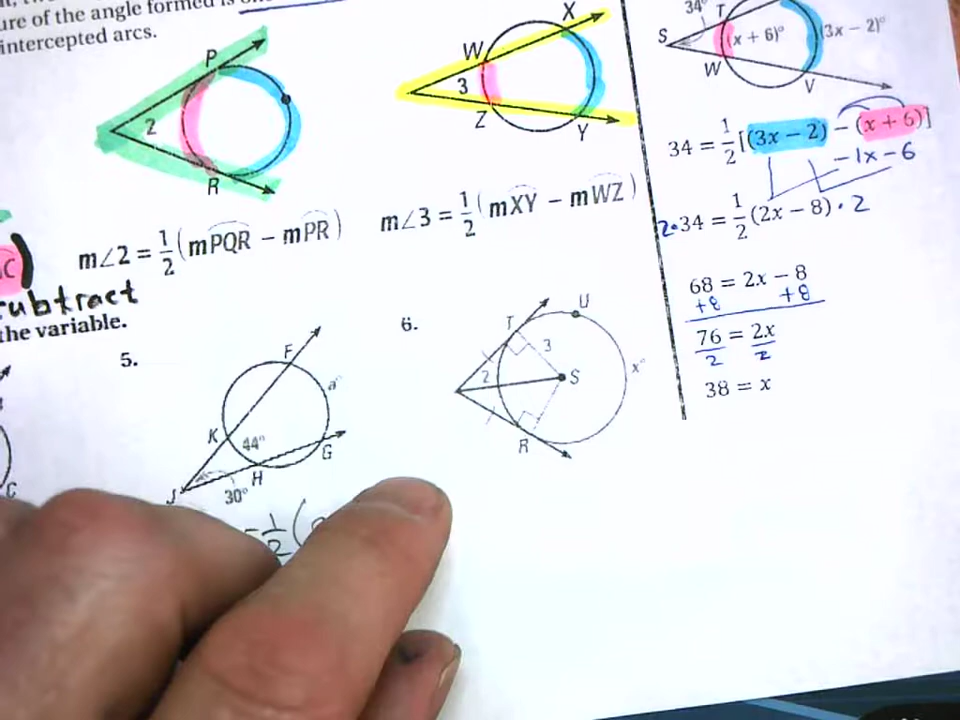 ure of the angle formed is
intercepted arcs.
P
2
R
m∠2 = 1/2 (mPQR − mPR)
X
W
3
Z
Y
m∠3 = 1/2 (mXY − mWZ)
34° T
S (x + 6)° (3x − 2)°
W
V
34 = 1/2 [(3x − 2) − (x + 6)]
−1x − 6
2•34 = 1/2 (2x − 8) • 2
68 = 2x − 8
+8 +8
76 = 2x
2 2
38 = x
C)
subtract
the variable.
C
5.
F
a°
K 44°
G
H
J
30°
= 1/2 (
6.
U
T
3
2 S x°
R